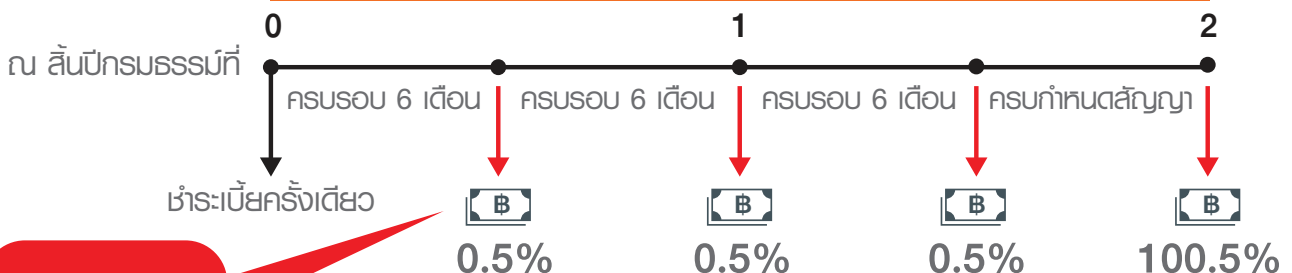 0 1 2
ณ สิ้นปีกรมธรรม์ที่
ครบรอบ 6 เดือน ครบรอบ 6 เดือน ครบรอบ 6 เดือน ครบกำหนดสัญญา
ชำระเบี้ยครั้งเดียว
฿ ฿ ฿ ฿
0.5% 0.5% 0.5% 100.5%